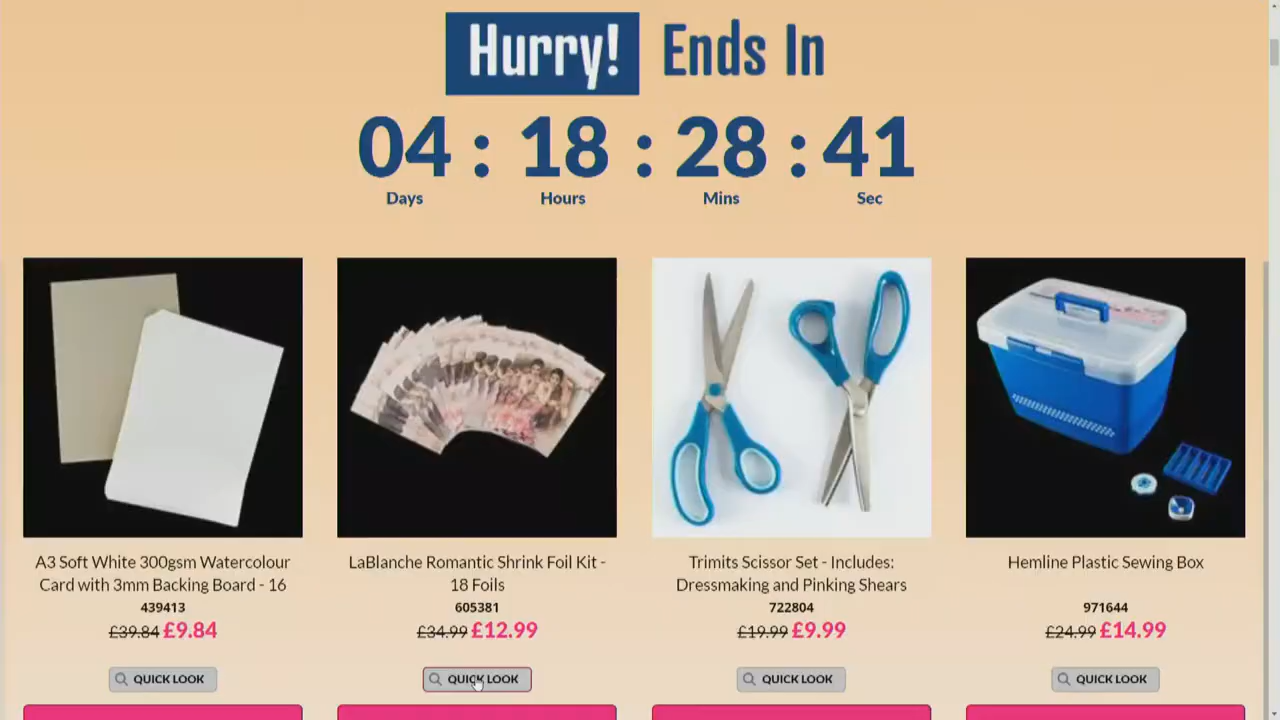 Hurry! Ends In
04 : 18 : 28 : 41
Days Hours Mins Sec
A3 Soft White 300gsm Watercolour
Card with 3mm Backing Board - 16
439413
£39.84 £9.84
QUICK LOOK
LaBlanche Romantic Shrink Foil Kit -
18 Foils
605381
£34.99 £12.99
QUICK LOOK
Trimits Scissor Set - Includes:
Dressmaking and Pinking Shears
722804
£19.99 £9.99
QUICK LOOK
Hemline Plastic Sewing Box
971644
£24.99 £14.99
QUICK LOOK